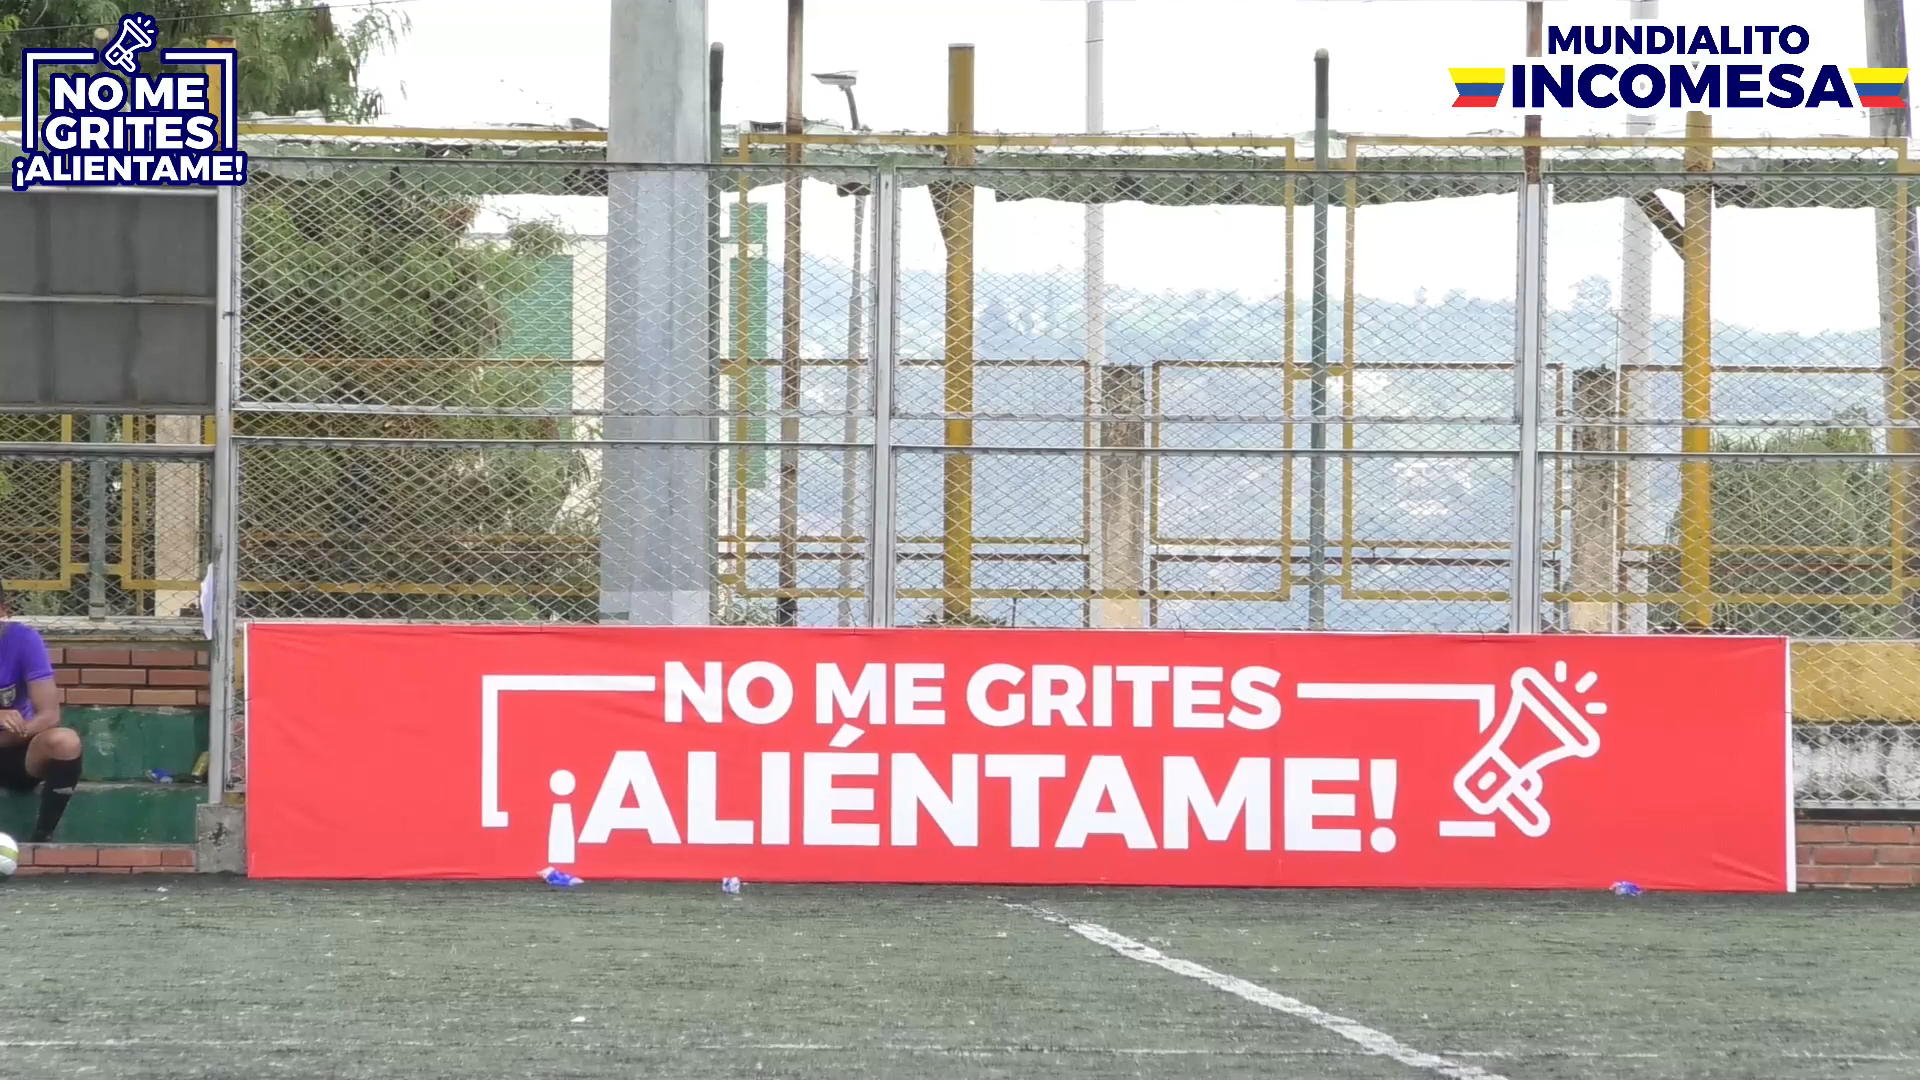 NO ME
GRITES
¡ALIENTAME!
MUNDIALITO
INCOMESA
NO ME GRITES
¡ALIÉNTAME!